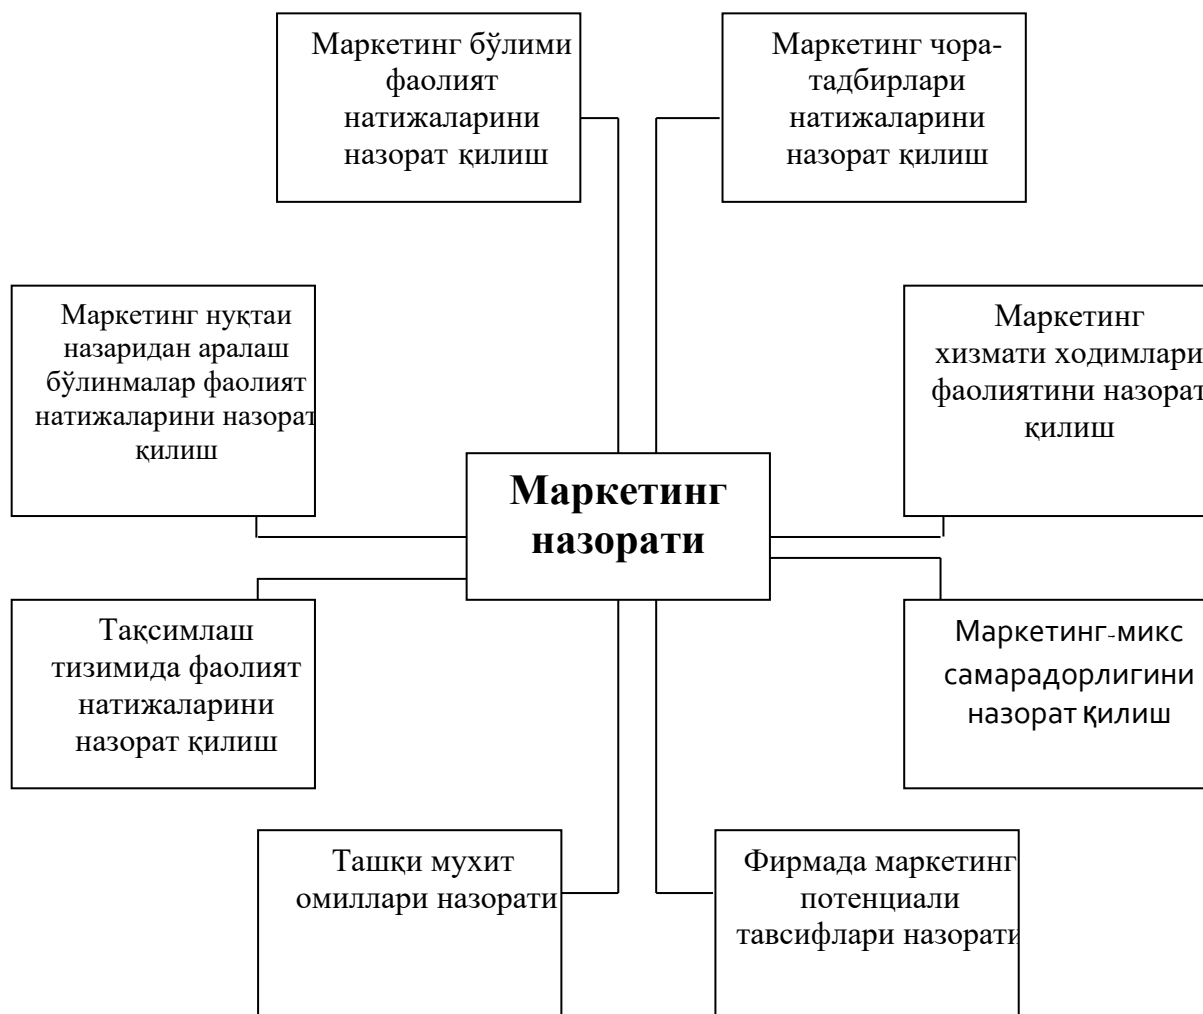 Маркетинг бўлими
фаолият
натижаларини
назорат қилиш
Маркетинг чора-
тадбирлари
натижаларини
назорат қилиш
Маркетинг нуқтаи
назаридан аралаш
бўлинмалар фаолият
натижаларини назорат
қилиш
Маркетинг
хизмати ходимлари
фаолиятини назорат
қилиш
Маркетинг
назорати
Тақсимлаш
тизимида фаолият
натижаларини
назорат қилиш
Маркетинг-микс
самарадорлигини
назорат қилиш
Ташқи мухит
омиллари назорати
Фирмада маркетинг
потенциали
тавсифлари назорати